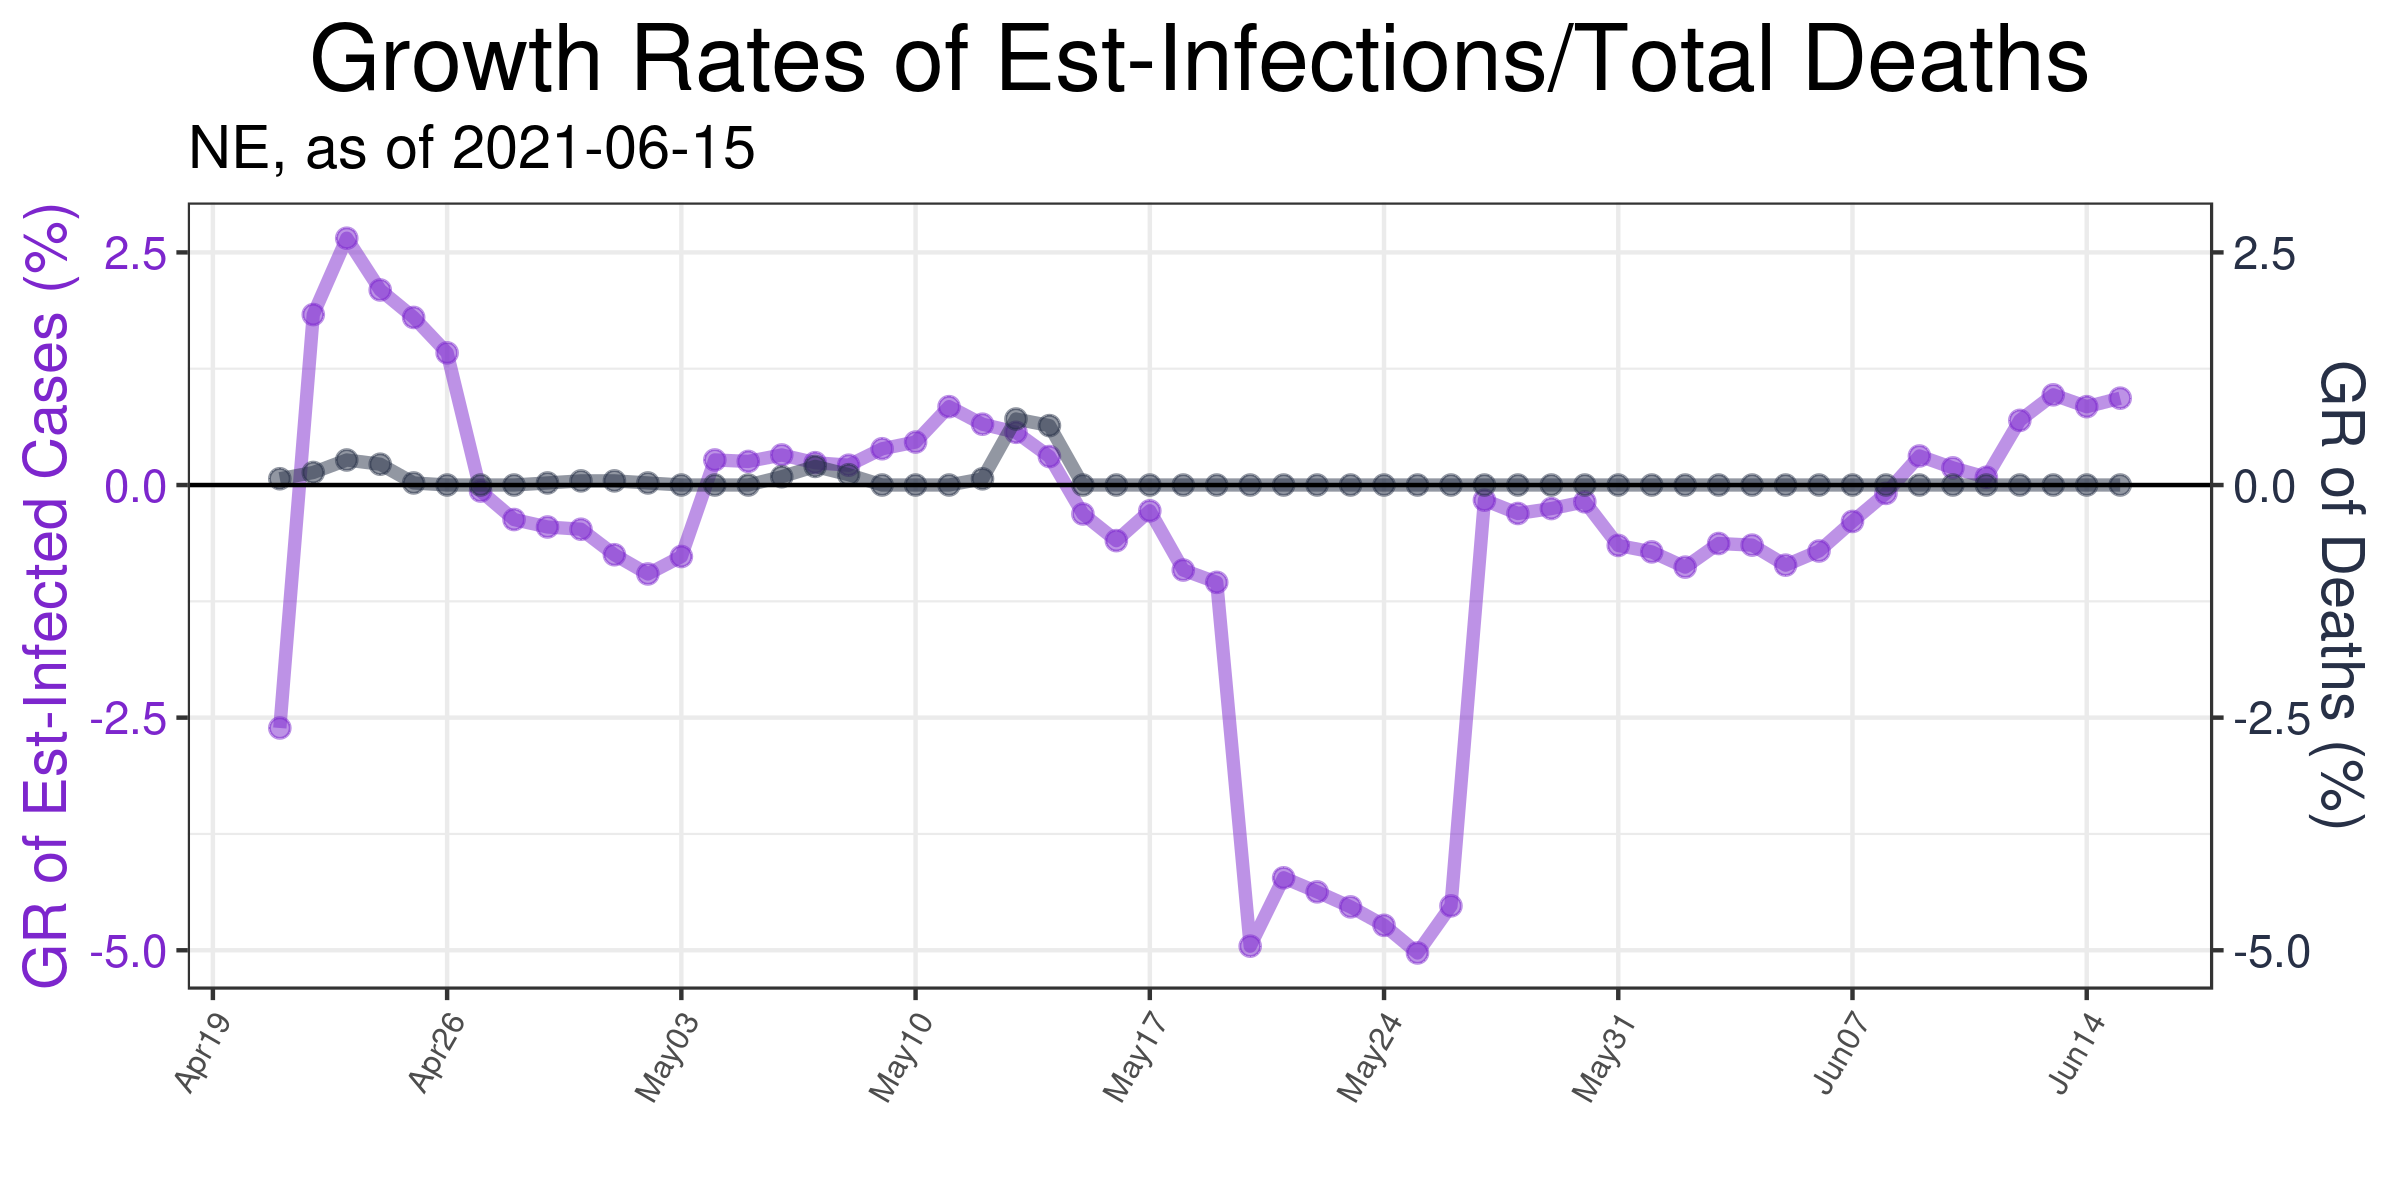 Growth Rates of Est-Infections/Total Deaths
NE, as of 2021-06-15
GR of Est-Infected Cases (%)
2.5
0.0
-2.5
-5.0
2.5
0.0
-2.5
-5.0
GR of Deaths (%)
Apr19
Apr26
May03
May10
May17
May24
May31
Jun07
Jun14